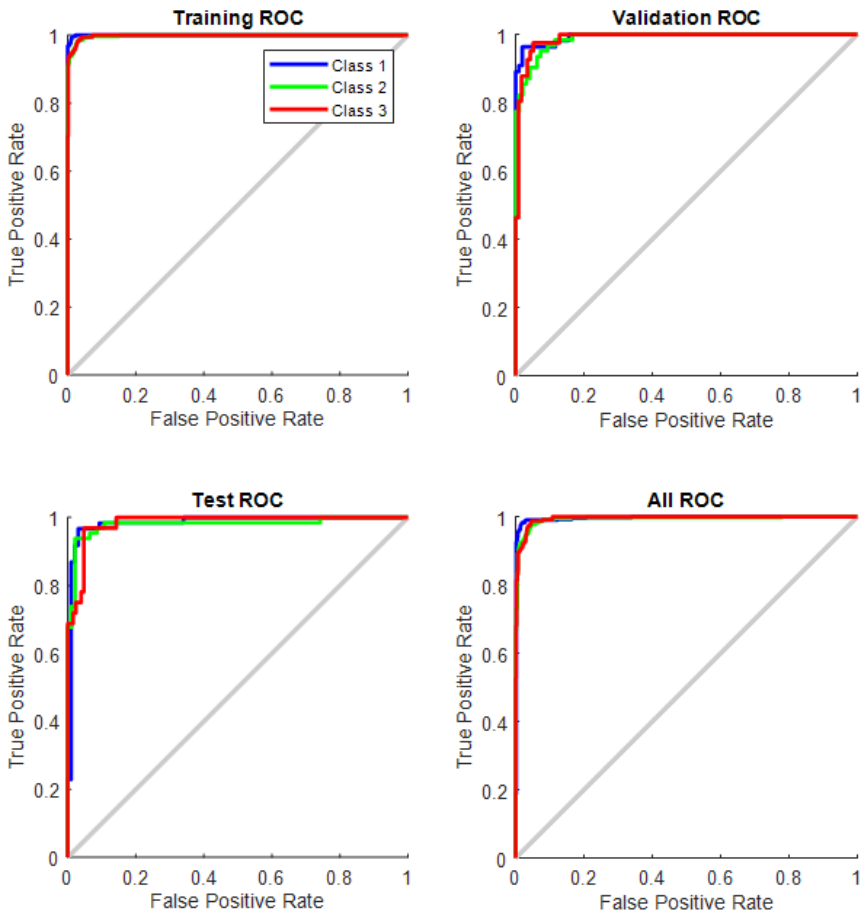 Training ROC
1
0.8
0.6
0.4
0.2
0
True Positive Rate
Class 1
Class 2
Class 3
0 0.2 0.4 0.6 0.8 1
False Positive Rate
Validation ROC
1
0.8
0.6
0.4
0.2
0
True Positive Rate
0 0.2 0.4 0.6 0.8 1
False Positive Rate
Test ROC
1
0.8
0.6
0.4
0.2
0
True Positive Rate
0 0.2 0.4 0.6 0.8 1
False Positive Rate
All ROC
1
0.8
0.6
0.4
0.2
0
True Positive Rate
0 0.2 0.4 0.6 0.8 1
False Positive Rate